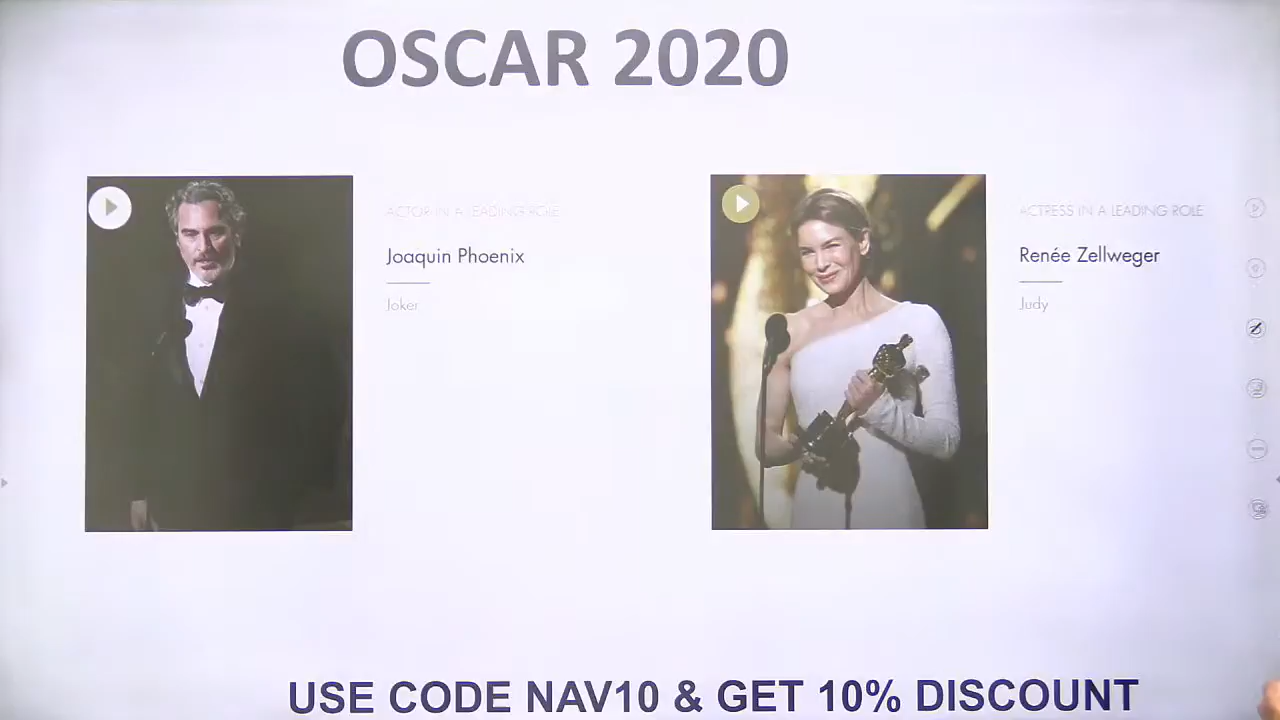 OSCAR 2020
ACTOR IN A LEADING ROLE
Joaquin Phoenix
Joker
ACTRESS IN A LEADING ROLE
Renée Zellweger
Judy
USE CODE NAV10 & GET 10% DISCOUNT